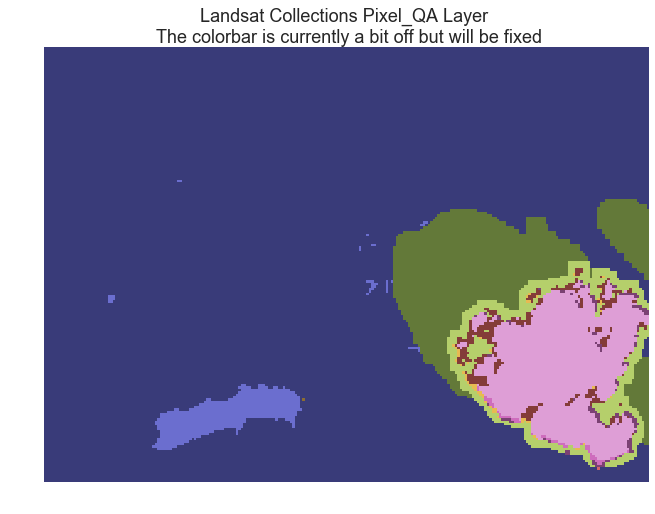 Landsat Collections Pixel_QA Layer
The colorbar is currently a bit off but will be fixed